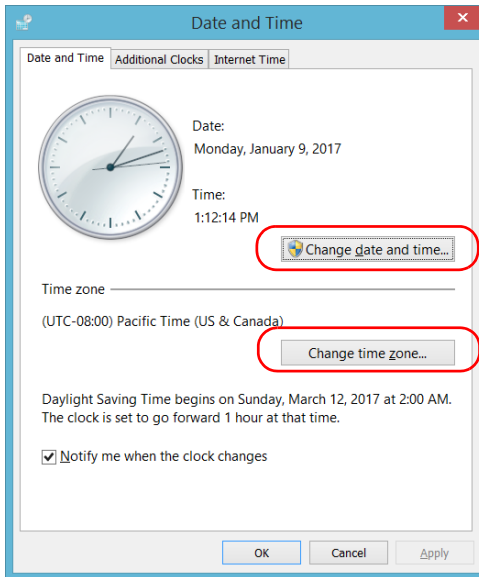 Date and Time
Date and Time Additional Clocks Internet Time
Date:
Monday, January 9, 2017
Time:
1:12:14 PM
Change date and time...
Time zone
(UTC-08:00) Pacific Time (US & Canada)
Change time zone...
Daylight Saving Time begins on Sunday, March 12, 2017 at 2:00 AM.
The clock is set to go forward 1 hour at that time.
Notify me when the clock changes
OK Cancel Apply